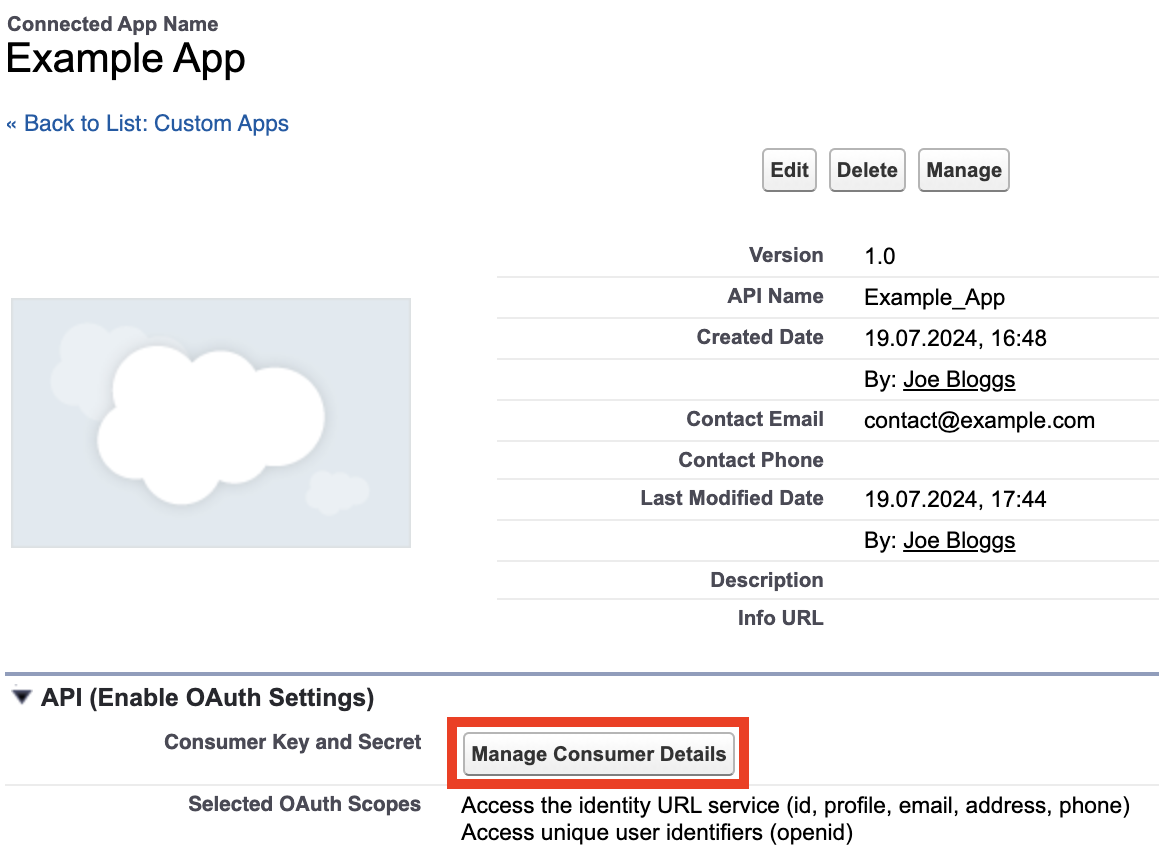 Connected App Name
Example App
« Back to List: Custom Apps
Edit Delete Manage
Version 1.0
API Name Example_App
Created Date 19.07.2024, 16:48
By: Joe Bloggs
Contact Email contact@example.com
Contact Phone
Last Modified Date 19.07.2024, 17:44
By: Joe Bloggs
Description
Info URL
API (Enable OAuth Settings)
Consumer Key and Secret Manage Consumer Details
Selected OAuth Scopes Access the identity URL service (id, profile, email, address, phone)
Access unique user identifiers (openid)